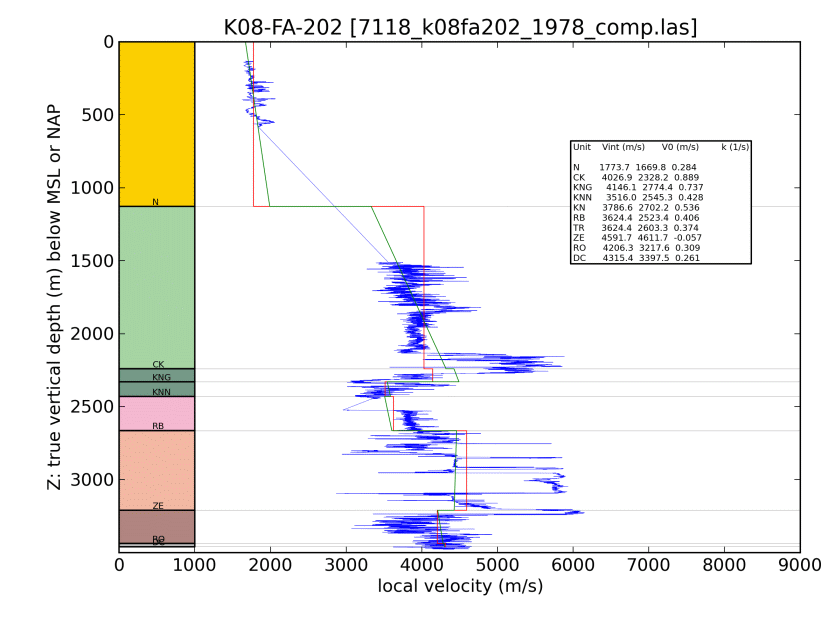 K08-FA-202 [7118_k08fa202_1978_comp.las]
Z: true vertical depth (m) below MSL or NAP
0
500
1000
1500
2000
2500
3000
N
CK
KNG
KNN
RB
ZE
RO
Unit Vint (m/s) V0 (m/s) k (1/s)
N 1773.7 1669.8 0.284
CK 4026.9 2328.2 0.889
KNG 4146.1 2774.4 0.737
KNN 3516.0 2545.3 0.428
KN 3786.6 2702.2 0.536
RB 3624.4 2523.4 0.406
TR 3624.4 2603.3 0.374
ZE 4591.7 4611.7 -0.057
RO 4206.3 3217.6 0.309
DC 4315.4 3397.5 0.261
0 1000 2000 3000 4000 5000 6000 7000 8000 9000
local velocity (m/s)